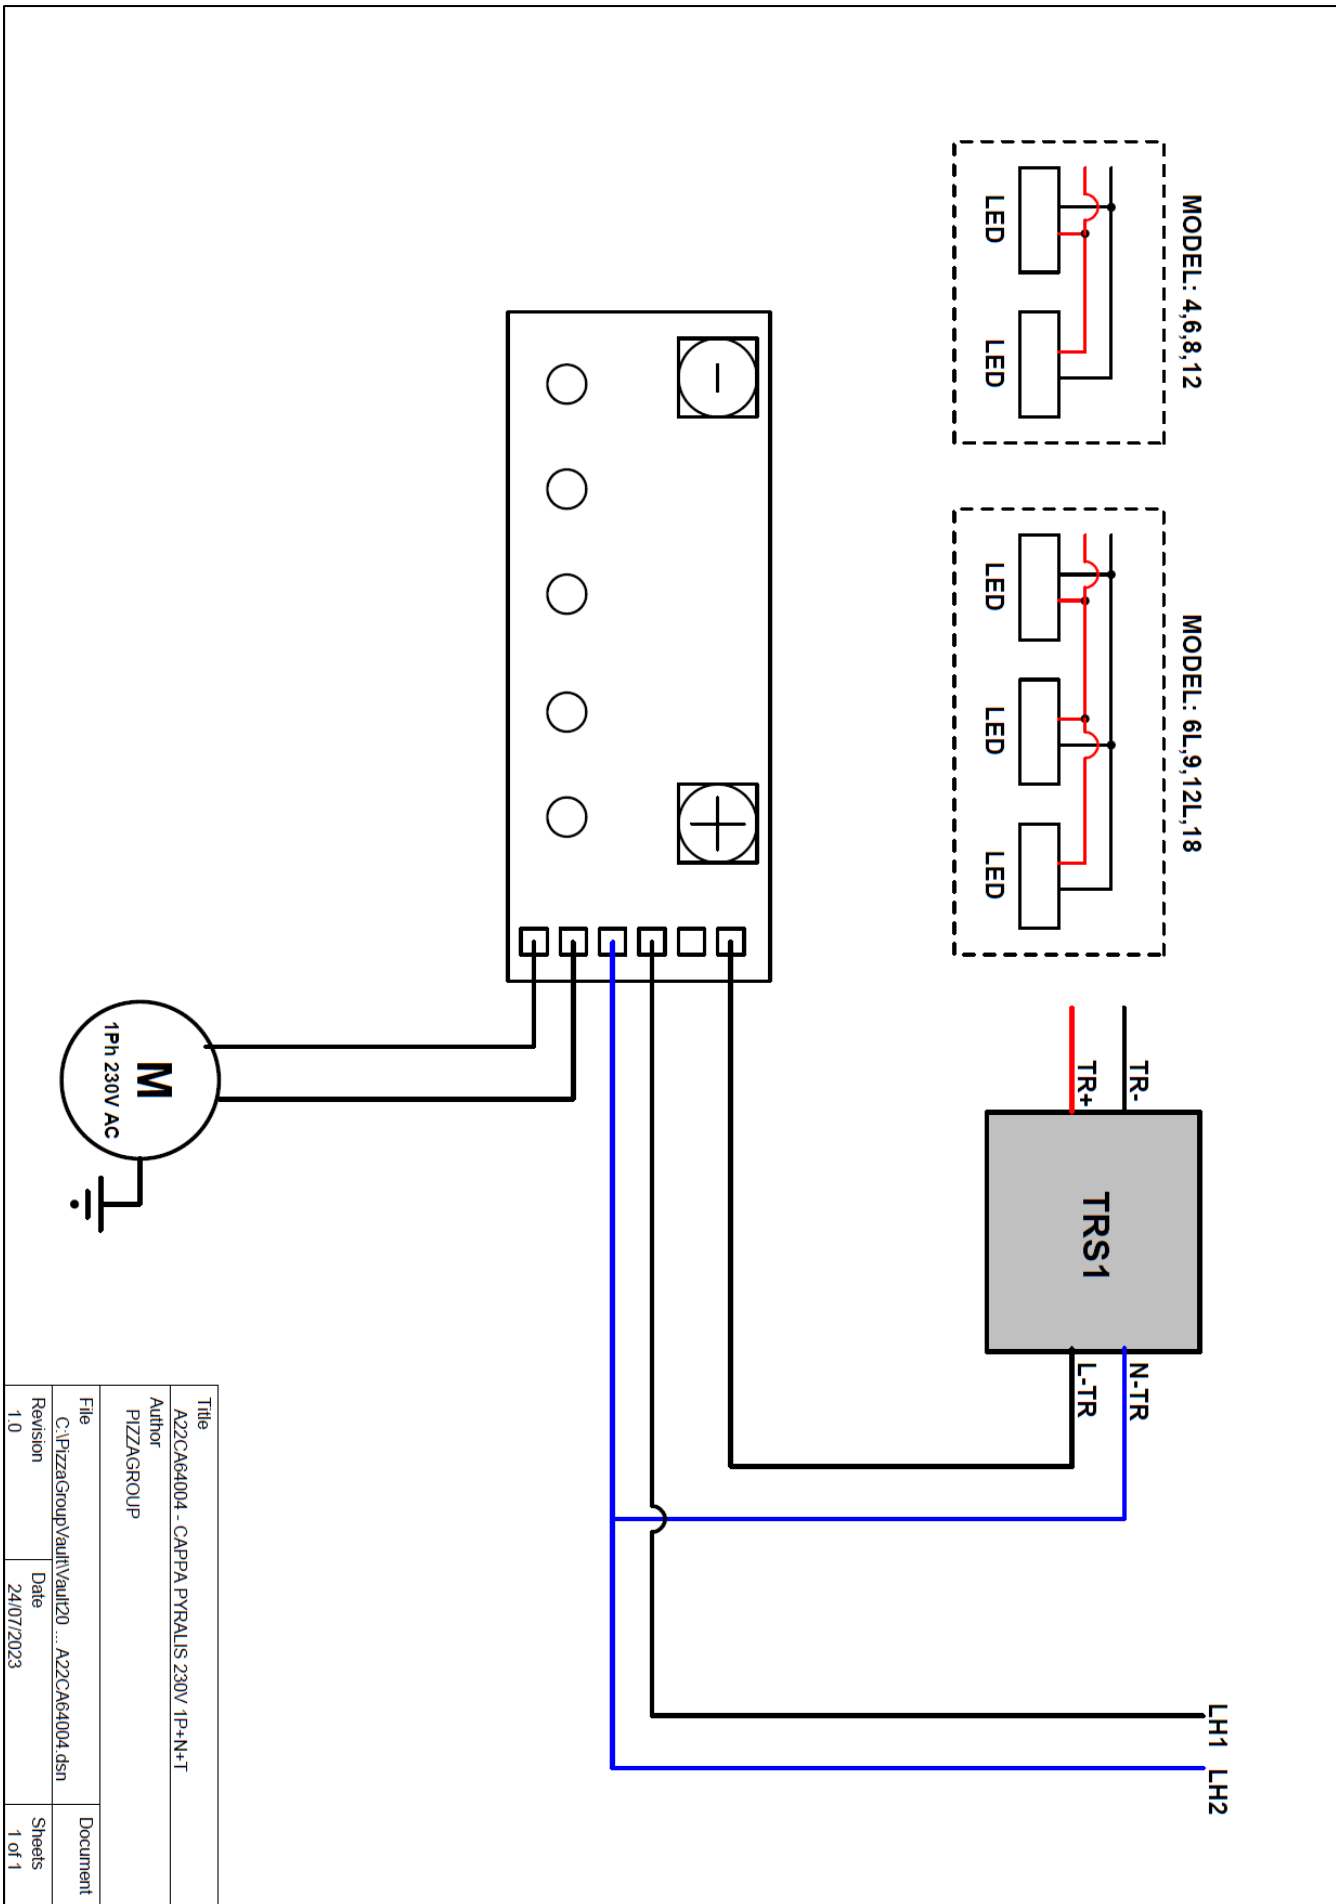 LH1
LH2
N-TR
L-TR
TRS1
TR-
TR+
MODEL: 6L,9,12L,18
LED
LED
LED
MODEL: 4,6,8,12
LED
LED
M
1Ph 230V AC
Title
A22CA64004 - CAPPA PYRALIS 230V 1P+N+T
Author
PIZZAGROUP
File
C:\PizzaGroupVault\Vault20 ... A22CA64004.dsn
Document
Revision
1.0
Date
24/07/2023
Sheets
1 of 1